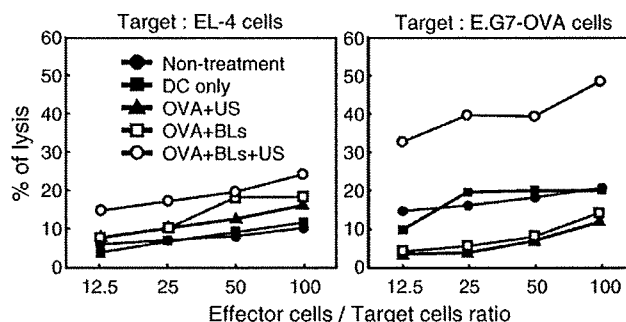 Target : EL-4 cells
Target : E.G7-OVA cells
% of lysis
60
50
40
30
20
10
0
Non-treatment
DC only
OVA+US
OVA+BLs
OVA+BLs+US
60
50
40
30
20
10
0
12.5 25 50 100
12.5 25 50 100
Effector cells / Target cells ratio